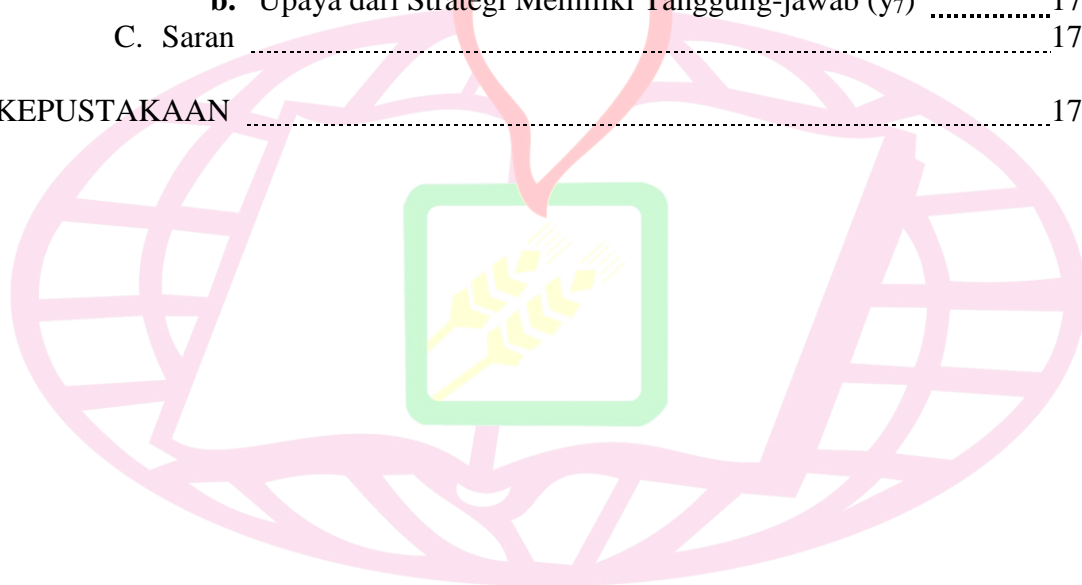 b. Upaya dari Strategi Memiliki Tanggung-jawab (y7) 17
C. Saran 17
KEPUSTAKAAN 17